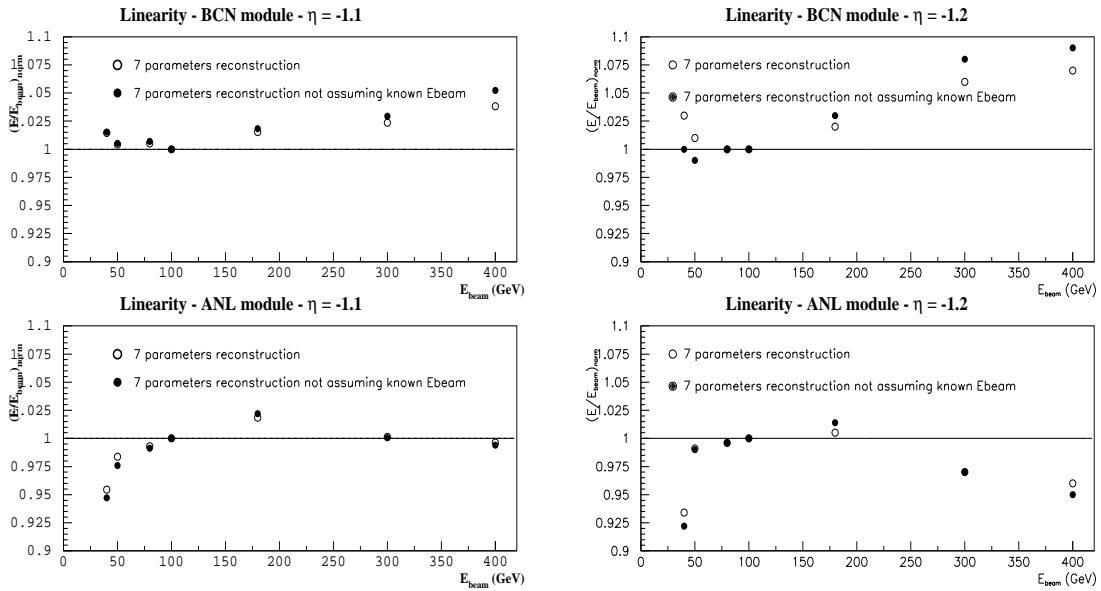 Linearity - BCN module - η = -1.1
(E/E_beam)_norm
1.1
1.075
1.05
1.025
1
0.975
0.95
0.925
0.9
7 parameters reconstruction
7 parameters reconstruction not assuming known Ebeam
0 50 100 150 200 250 300 350 400
E_beam (GeV)
Linearity - BCN module - η = -1.2
(E/E_beam)_norm
1.1
1.075
1.05
1.025
1
0.975
0.95
0.925
0.9
7 parameters reconstruction
7 parameters reconstruction not assuming known Ebeam
0 50 100 150 200 250 300 350 400
E_beam (GeV)
Linearity - ANL module - η = -1.1
(E/E_beam)_norm
1.1
1.075
1.05
1.025
1
0.975
0.95
0.925
0.9
7 parameters reconstruction
7 parameters reconstruction not assuming known Ebeam
0 50 100 150 200 250 300 350 400
E_beam (GeV)
Linearity - ANL module - η = -1.2
(E/E_beam)_norm
1.1
1.075
1.05
1.025
1
0.975
0.95
0.925
0.9
7 parameters reconstruction
7 parameters reconstruction not assuming known Ebeam
0 50 100 150 200 250 300 350 400
E_beam (GeV)